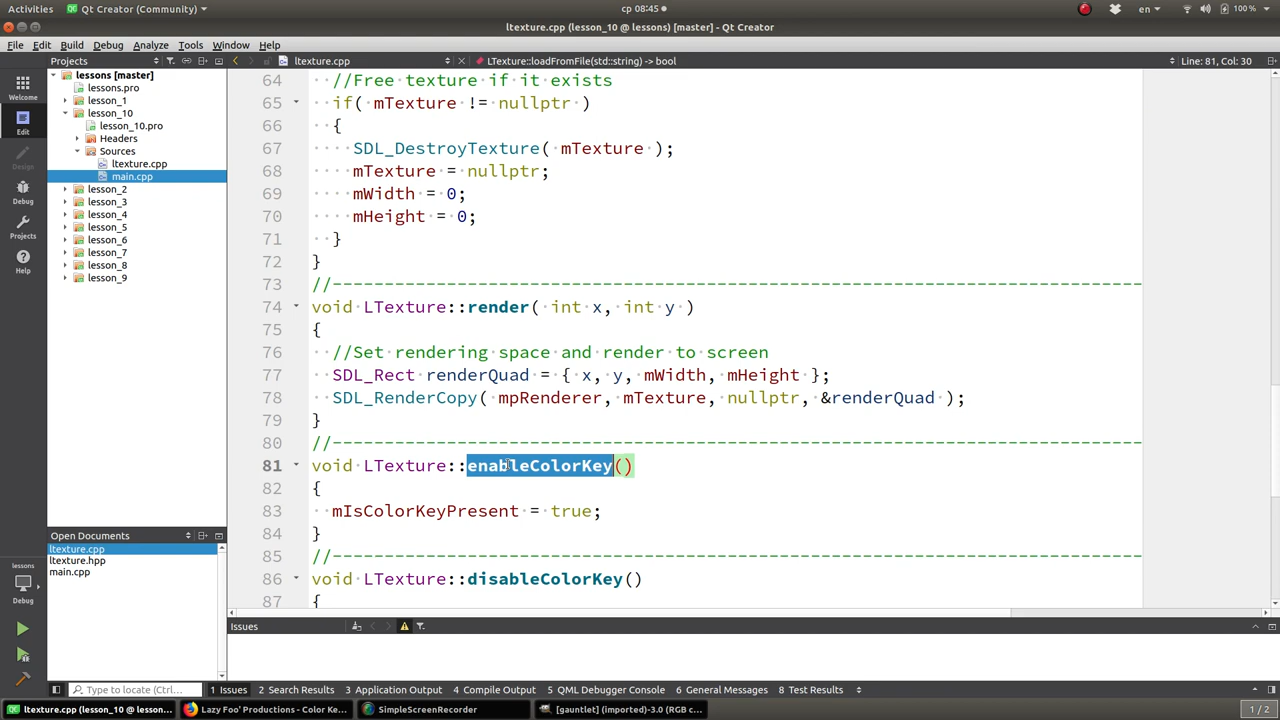 Activities Qt Creator (Community) ср 08:45 en 100 %
ltexture.cpp (lesson_10 @ lessons) [master] - Qt Creator
File Edit Build Debug Analyze Tools Window Help
Projects ltexture.cpp LTexture::loadFromFile(std::string) -> bool Line: 81, Col: 30
Welcome
Edit
Design
Debug
Projects
Help
lessons [master]
lessons.pro
lesson_1
lesson_10
lesson_10.pro
Headers
Sources
ltexture.cpp
main.cpp
lesson_2
lesson_3
lesson_4
lesson_5
lesson_6
lesson_7
lesson_8
lesson_9
Open Documents
ltexture.cpp
ltexture.hpp
main.cpp
lessons
Debug
64 //Free texture if it exists
65 if( mTexture != nullptr )
66 {
67 SDL_DestroyTexture( mTexture );
68 mTexture = nullptr;
69 mWidth = 0;
70 mHeight = 0;
71 }
72 }
73 //------------------------------------------------------------------------------
74 void LTexture::render( int x, int y )
75 {
76 //Set rendering space and render to screen
77 SDL_Rect renderQuad = { x, y, mWidth, mHeight };
78 SDL_RenderCopy( mpRenderer, mTexture, nullptr, &renderQuad );
79 }
80 //------------------------------------------------------------------------------
81 void LTexture::enableColorKey()
82 {
83 mIsColorKeyPresent = true;
84 }
85 //------------------------------------------------------------------------------
86 void LTexture::disableColorKey()
87 {
Issues
Type to locate (... 1 Issues 2 Search Results 3 Application Output 4 Compile Output 5 QML Debugger Console 6 General Messages 8 Test Results
ltexture.cpp (lesson_10 @ lesson... Lazy Foo' Productions - Color Ke... SimpleScreenRecorder [gauntlet] (imported)-3.0 (RGB c... 1 / 2